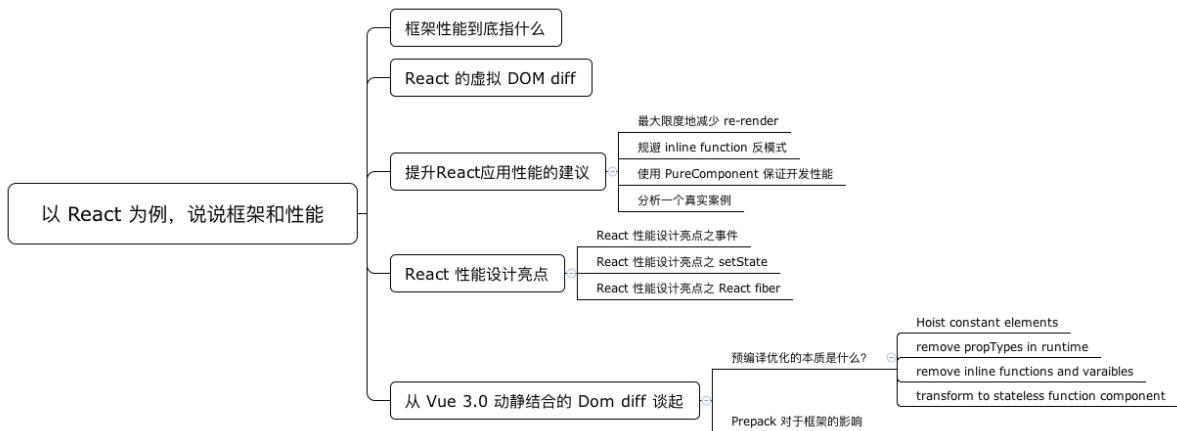 以 React 为例，说说框架和性能
框架性能到底指什么
React 的虚拟 DOM diff
提升React应用性能的建议
最大限度地减少 re-render
规避 inline function 反模式
使用 PureComponent 保证开发性能
分析一个真实案例
React 性能设计亮点
React 性能设计亮点之事件
React 性能设计亮点之 setState
React 性能设计亮点之 React fiber
从 Vue 3.0 动静结合的 Dom diff 谈起
预编译优化的本质是什么？
Hoist constant elements
remove propTypes in runtime
remove inline functions and varaibles
transform to stateless function component
Prepack 对于框架的影响